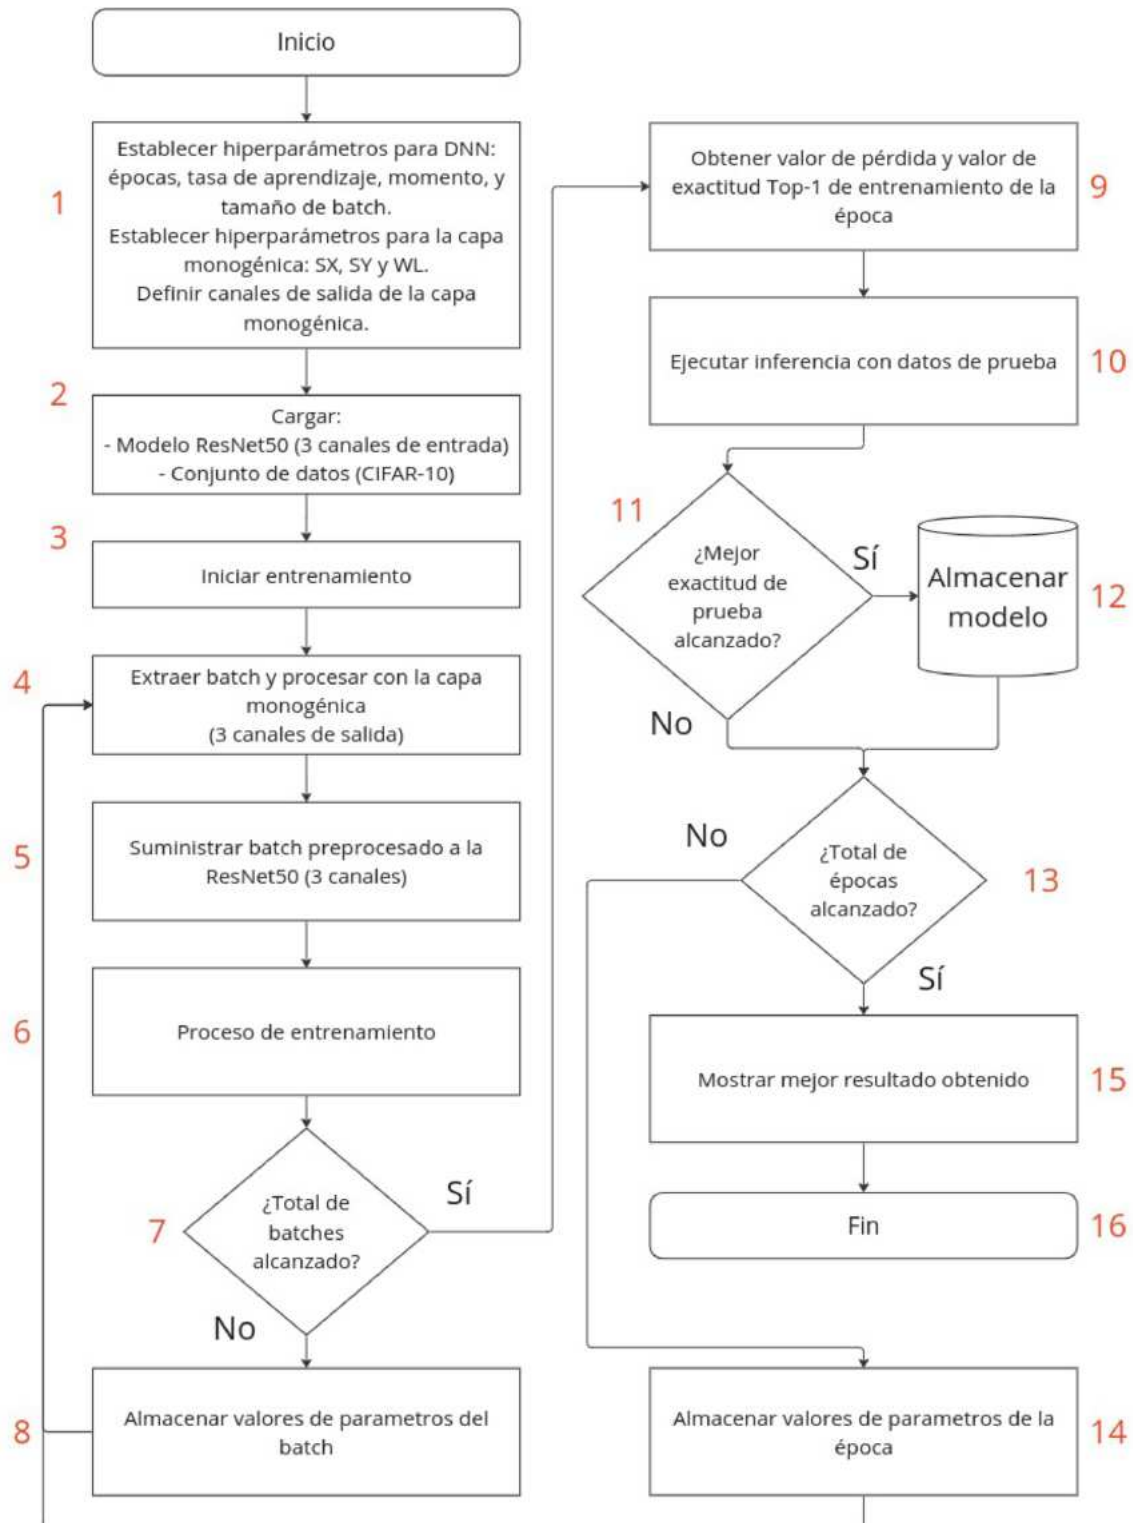 Inicio
1
Establecer hiperparámetros para DNN:
épocas, tasa de aprendizaje, momento, y
tamaño de batch.
Establecer hiperparámetros para la capa
monogénica: SX, SY y WL.
Definir canales de salida de la capa
monogénica.
2
Cargar:
- Modelo ResNet50 (3 canales de entrada)
- Conjunto de datos (CIFAR-10)
3
Iniciar entrenamiento
4
Extraer batch y procesar con la capa
monogénica
(3 canales de salida)
5
Suministrar batch preprocesado a la
ResNet50 (3 canales)
6
Proceso de entrenamiento
7
¿Total de
batches
alcanzado?
Sí
No
8
Almacenar valores de parametros del
batch
9
Obtener valor de pérdida y valor de
exactitud Top-1 de entrenamiento de la
época
10
Ejecutar inferencia con datos de prueba
11
¿Mejor
exactitud de
prueba
alcanzado?
Sí
No
12
Almacenar
modelo
13
¿Total de
épocas
alcanzado?
No
Sí
15
Mostrar mejor resultado obtenido
16
Fin
14
Almacenar valores de parametros de la
época